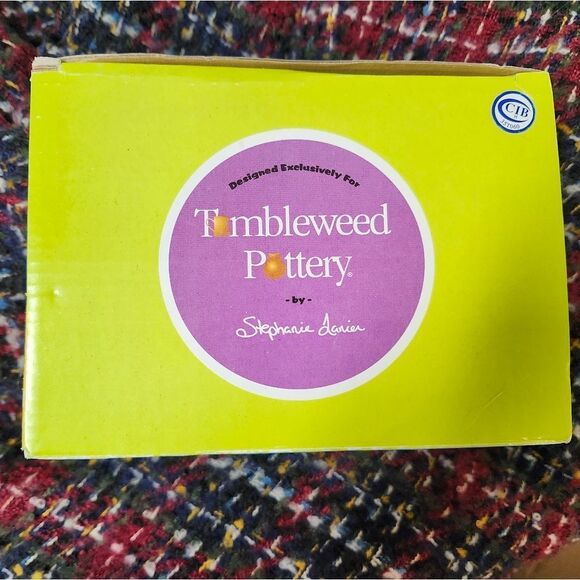 CIB
Designed Exclusively For
Tumbleweed
Pottery®
- by -
Stephanie Lanier